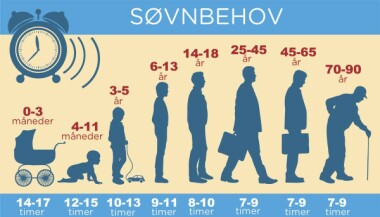 SØVNBEHOV
0-3
måneder
4-11
måneder
3-5
år
6-13
år
14-18
år
25-45
år
45-65
år
70-90
år
14-17
timer
12-15
timer
10-13
timer
9-11
timer
8-10
timer
7-9
timer
7-9
timer
7-9
timer